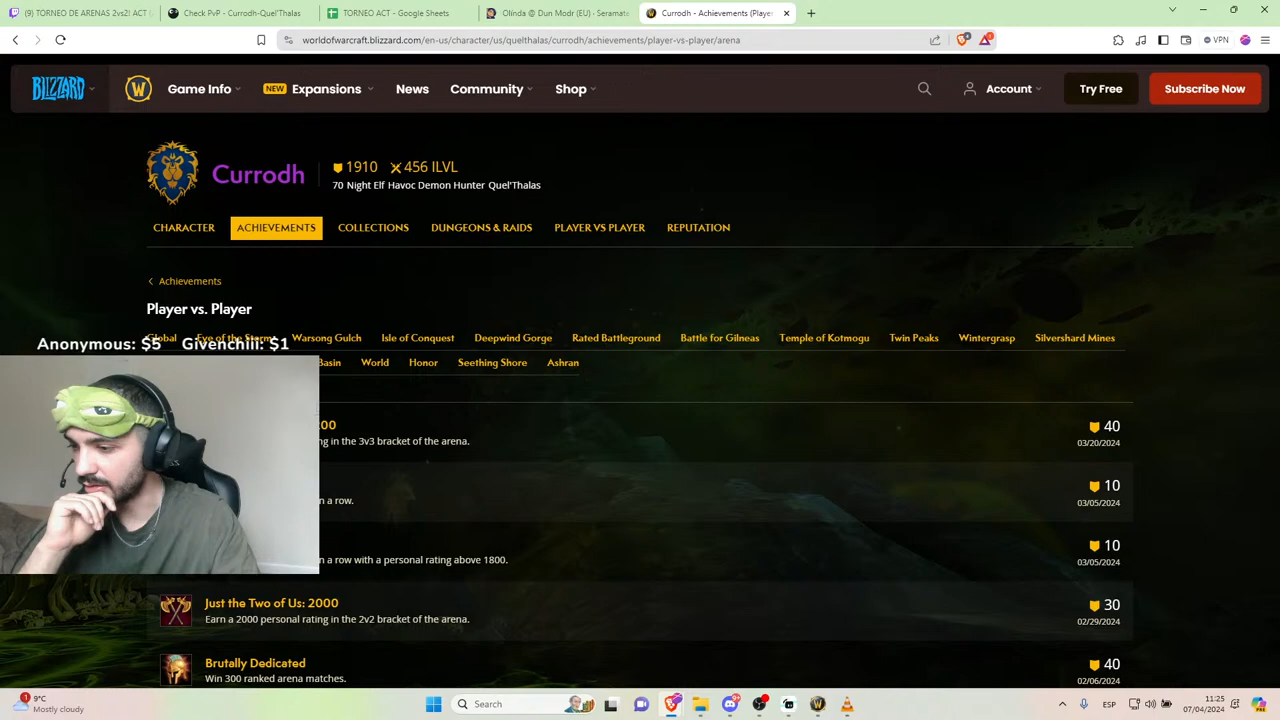 (9) TORNEO DE ARENAS 2vs2! ACT
Check PvP - Quel'Thalas
TORNEO ACT - Google Sheets
Olinda @ Dun Modr (EU) - Seramate
Currodh - Achievements (Player
worldofwarcraft.blizzard.com/en-us/character/us/quelthalas/currodh/achievements/player-vs-player/arena
VPN
BLIZZARD
Game Info
NEW Expansions
News
Community
Shop
Account
Try Free
Subscribe Now
Currodh
1910 456 ILVL
70 Night Elf Havoc Demon Hunter Quel'Thalas
CHARACTER ACHIEVEMENTS COLLECTIONS DUNGEONS & RAIDS PLAYER VS PLAYER REPUTATION
Achievements
Player vs. Player
Global Eye of the Storm Warsong Gulch Isle of Conquest Deepwind Gorge Rated Battleground Battle for Gilneas Temple of Kotmogu Twin Peaks Wintergrasp Silvershard Mines
Anonymous: $5 Givenchiii: $1
Basin World Honor Seething Shore Ashran
00 40
ng in the 3v3 bracket of the arena. 03/20/2024
10
n a row. 03/05/2024
10
n a row with a personal rating above 1800. 03/05/2024
Just the Two of Us: 2000 30
Earn a 2000 personal rating in the 2v2 bracket of the arena. 02/29/2024
Brutally Dedicated 40
Win 300 ranked arena matches. 02/06/2024
9°C
Mostly cloudy
Search
ESP
11:25
07/04/2024